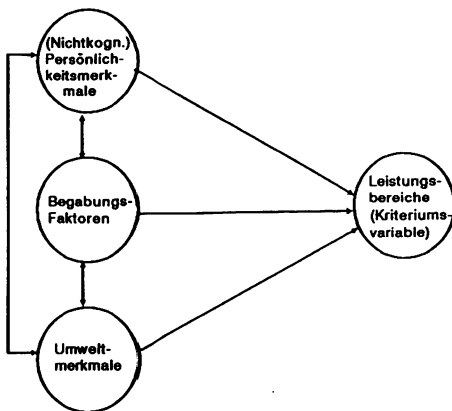 (Nichtkogn.)
Persönlich-
keitsmerk-
male
Begabungs-
Faktoren
Leistungs-
bereiche
(Kriteriums-
variable)
Umwelt-
merkmale